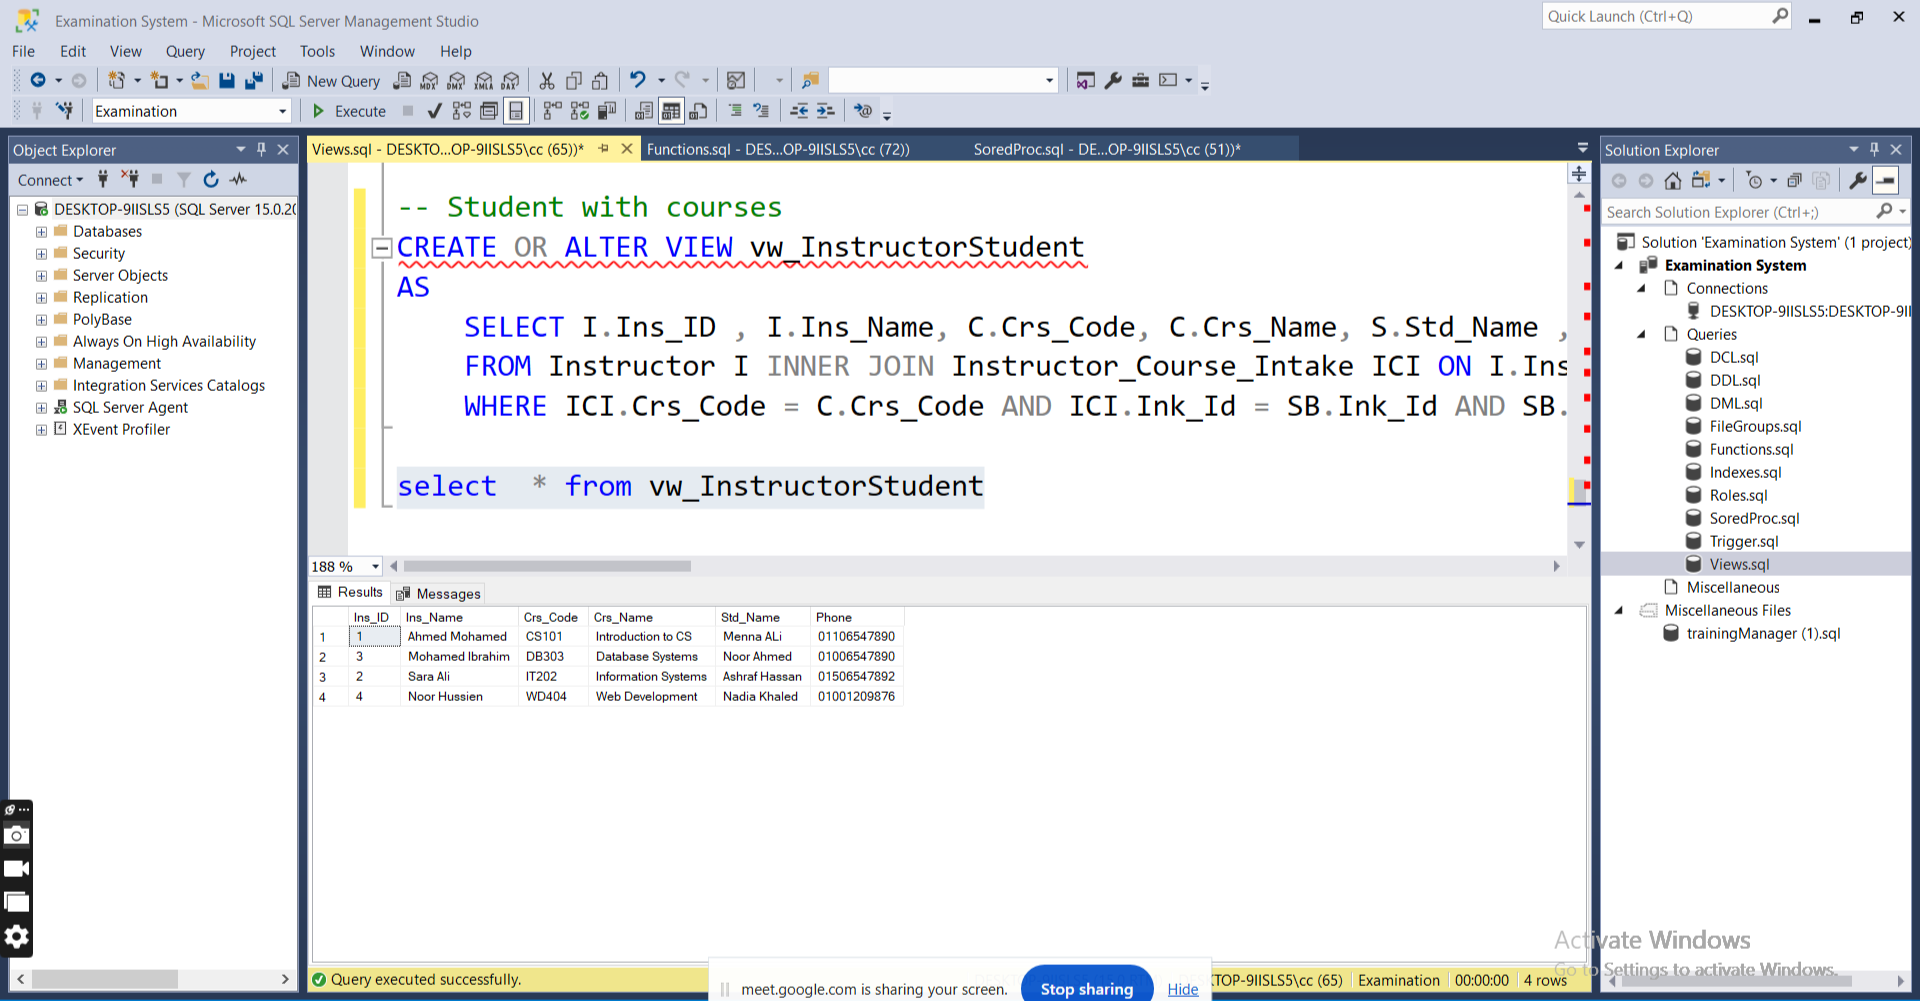 Examination System - Microsoft SQL Server Management Studio
Quick Launch (Ctrl+Q)
File Edit View Query Project Tools Window Help
New Query MDX DMX XMLA DAX
Examination
Execute
Object Explorer
Connect
DESKTOP-9IISLS5 (SQL Server 15.0.20
Databases
Security
Server Objects
Replication
PolyBase
Always On High Availability
Management
Integration Services Catalogs
SQL Server Agent
XEvent Profiler
Views.sql - DESKTO...OP-9IISLS5\cc (65))*
Functions.sql - DES...OP-9IISLS5\cc (72))
SoredProc.sql - DE...OP-9IISLS5\cc (51))*
-- Student with courses
CREATE OR ALTER VIEW vw_InstructorStudent
AS
SELECT I.Ins_ID , I.Ins_Name, C.Crs_Code, C.Crs_Name, S.Std_Name ,
FROM Instructor I INNER JOIN Instructor_Course_Intake ICI ON I.Ins
WHERE ICI.Crs_Code = C.Crs_Code AND ICI.Ink_Id = SB.Ink_Id AND SB.
select  * from vw_InstructorStudent
188 %
Results Messages
Ins_ID Ins_Name Crs_Code Crs_Name Std_Name Phone
1 1 Ahmed Mohamed CS101 Introduction to CS Menna ALi 01106547890
2 3 Mohamed Ibrahim DB303 Database Systems Noor Ahmed 01006547890
3 2 Sara Ali IT202 Information Systems Ashraf Hassan 01506547892
4 4 Noor Hussien WD404 Web Development Nadia Khaled 01001209876
Query executed successfully.
TOP-9IISLS5\cc (65) Examination 00:00:00 4 rows
meet.google.com is sharing your screen. Stop sharing Hide
Solution Explorer
Search Solution Explorer (Ctrl+;)
Solution 'Examination System' (1 project)
Examination System
Connections
DESKTOP-9IISLS5:DESKTOP-9II
Queries
DCL.sql
DDL.sql
DML.sql
FileGroups.sql
Functions.sql
Indexes.sql
Roles.sql
SoredProc.sql
Trigger.sql
Views.sql
Miscellaneous
Miscellaneous Files
trainingManager (1).sql
Activate Windows
Go to Settings to activate Windows.